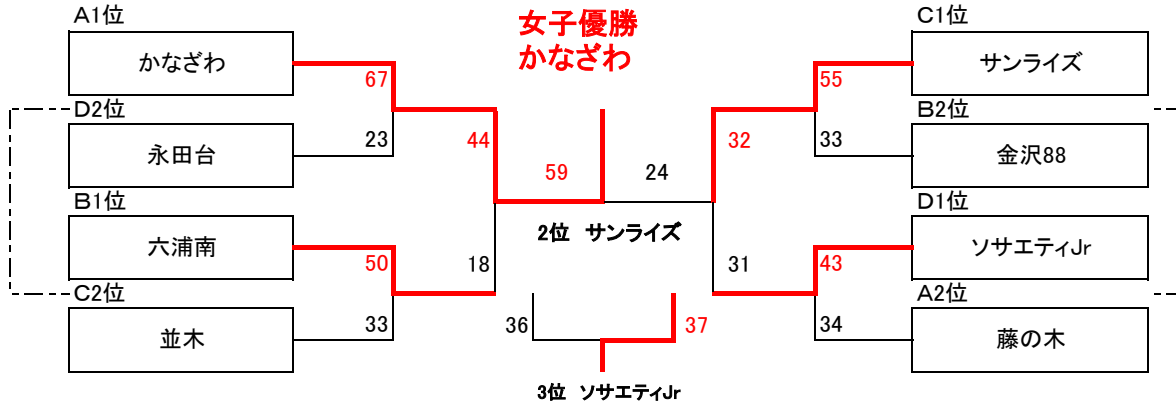 A1位
かなざわ
67
D2位
永田台
23
44
B1位
六浦南
50
18
C2位
並木
33
女子優勝
かなざわ
59
24
2位 サンライズ
36
37
3位 ソサエティJr
C1位
サンライズ
55
B2位
金沢88
33
32
D1位
ソサエティJr
43
31
A2位
藤の木
34